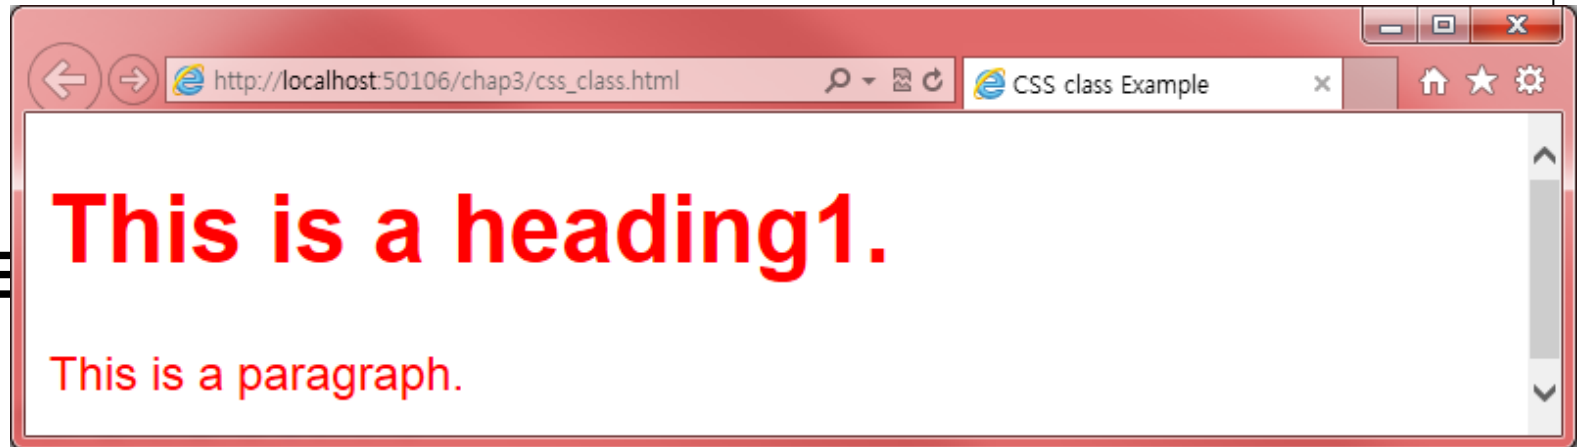 http://localhost:50106/chap3/css_class.html
CSS class Example
This is a heading1.
This is a paragraph.